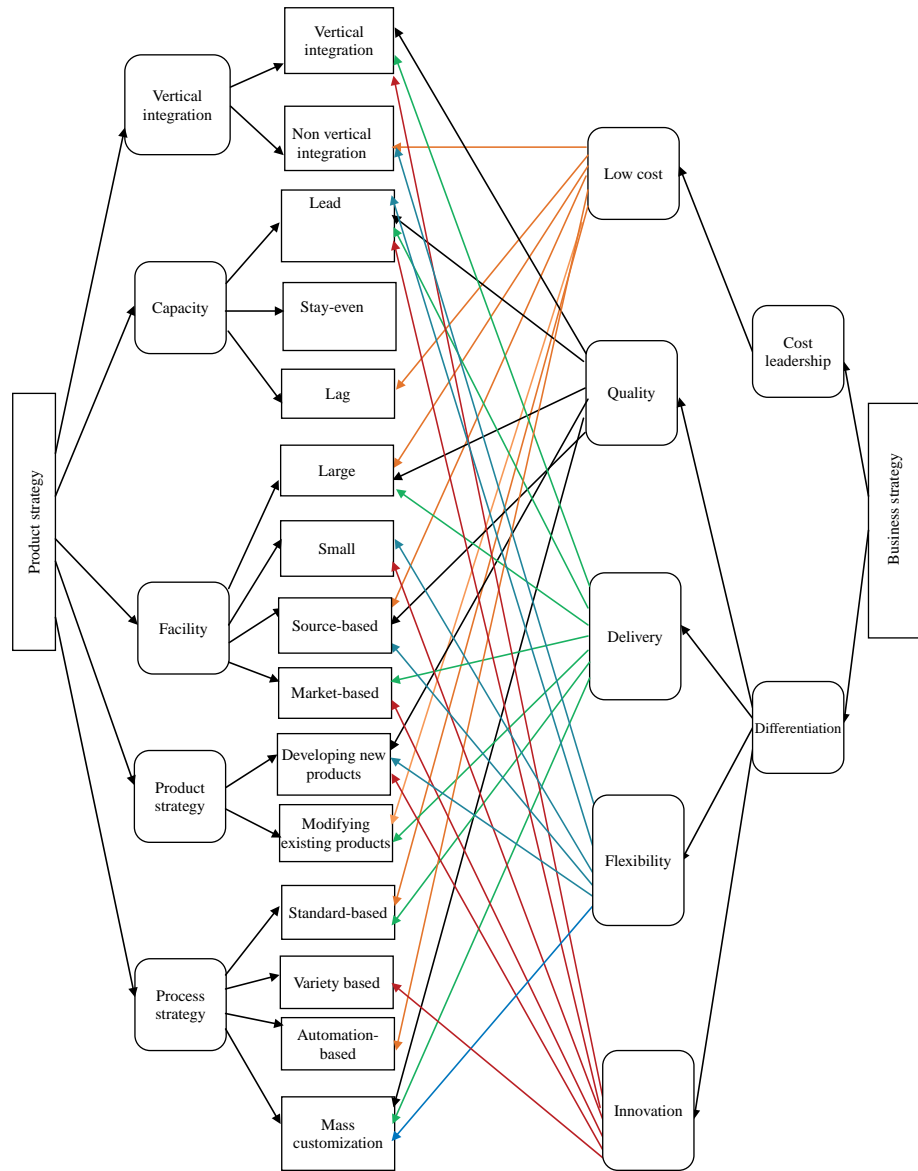 Product strategy
Vertical
integration
Capacity
Facility
Product
strategy
Process
strategy
Vertical
integration
Non vertical
integration
Lead
Stay-even
Lag
Large
Small
Source-based
Market-based
Developing new
products
Modifying
existing products
Standard-based
Variety based
Automation-
based
Mass
customization
Low cost
Quality
Delivery
Flexibility
Innovation
Cost
leadership
Differentiation
Business strategy